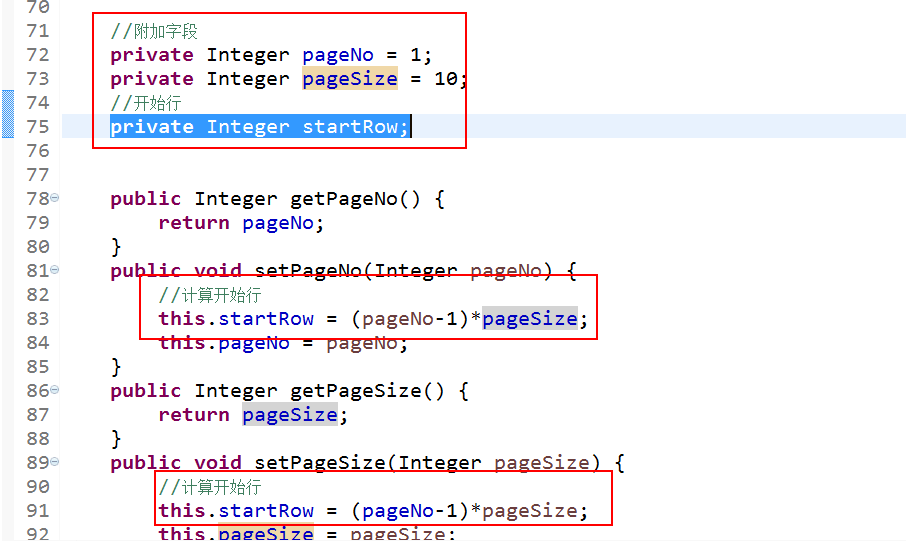 70
71 //附加字段
72 private Integer pageNo = 1;
73 private Integer pageSize = 10;
74 //开始行
75 private Integer startRow;
76
77
78 public Integer getPageNo() {
79 return pageNo;
80 }
81 public void setPageNo(Integer pageNo) {
82 //计算开始行
83 this.startRow = (pageNo-1)*pageSize;
84 this.pageNo = pageNo;
85 }
86 public Integer getPageSize() {
87 return pageSize;
88 }
89 public void setPageSize(Integer pageSize) {
90 //计算开始行
91 this.startRow = (pageNo-1)*pageSize;
92 this.pageSize = pageSize;